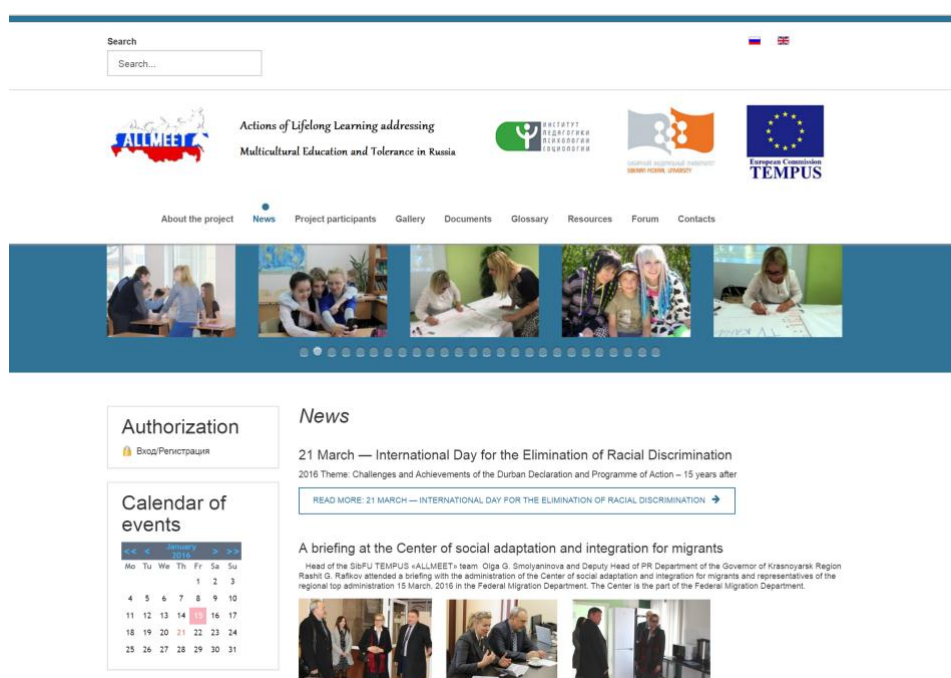 Search
Search...
ALLMEET
Actions of Lifelong Learning addressing
Multicultural Education and Tolerance in Russia
ИНСТИТУТ
ПЕДАГОГИКИ
ПСИХОЛОГИИ
СОЦИОЛОГИИ
СИБИРСКИЙ ФЕДЕРАЛЬНЫЙ УНИВЕРСИТЕТ
SIBERIAN FEDERAL UNIVERSITY
European Commission
TEMPUS
About the project News Project participants Gallery Documents Glossary Resources Forum Contacts
Authorization
Вход/Регистрация
Calendar of
events
<< < January > >>
2016
Mo Tu We Th Fr Sa Su
1 2 3
4 5 6 7 8 9 10
11 12 13 14 15 16 17
18 19 20 21 22 23 24
25 26 27 28 29 30 31
News
21 March — International Day for the Elimination of Racial Discrimination
2016 Theme: Challenges and Achievements of the Durban Declaration and Programme of Action – 15 years after
READ MORE: 21 MARCH — INTERNATIONAL DAY FOR THE ELIMINATION OF RACIAL DISCRIMINATION
A briefing at the Center of social adaptation and integration for migrants
Head of the SibFU TEMPUS «ALLMEET» team Olga G. Smolyaninova and Deputy Head of PR Department of the Governor of Krasnoyarsk Region
Rashit G. Rafikov attended a briefing with the administration of the Center of social adaptation and integration for migrants and representatives of the
regional top administration 15 March, 2016 in the Federal Migration Department. The Center is the part of the Federal Migration Department.